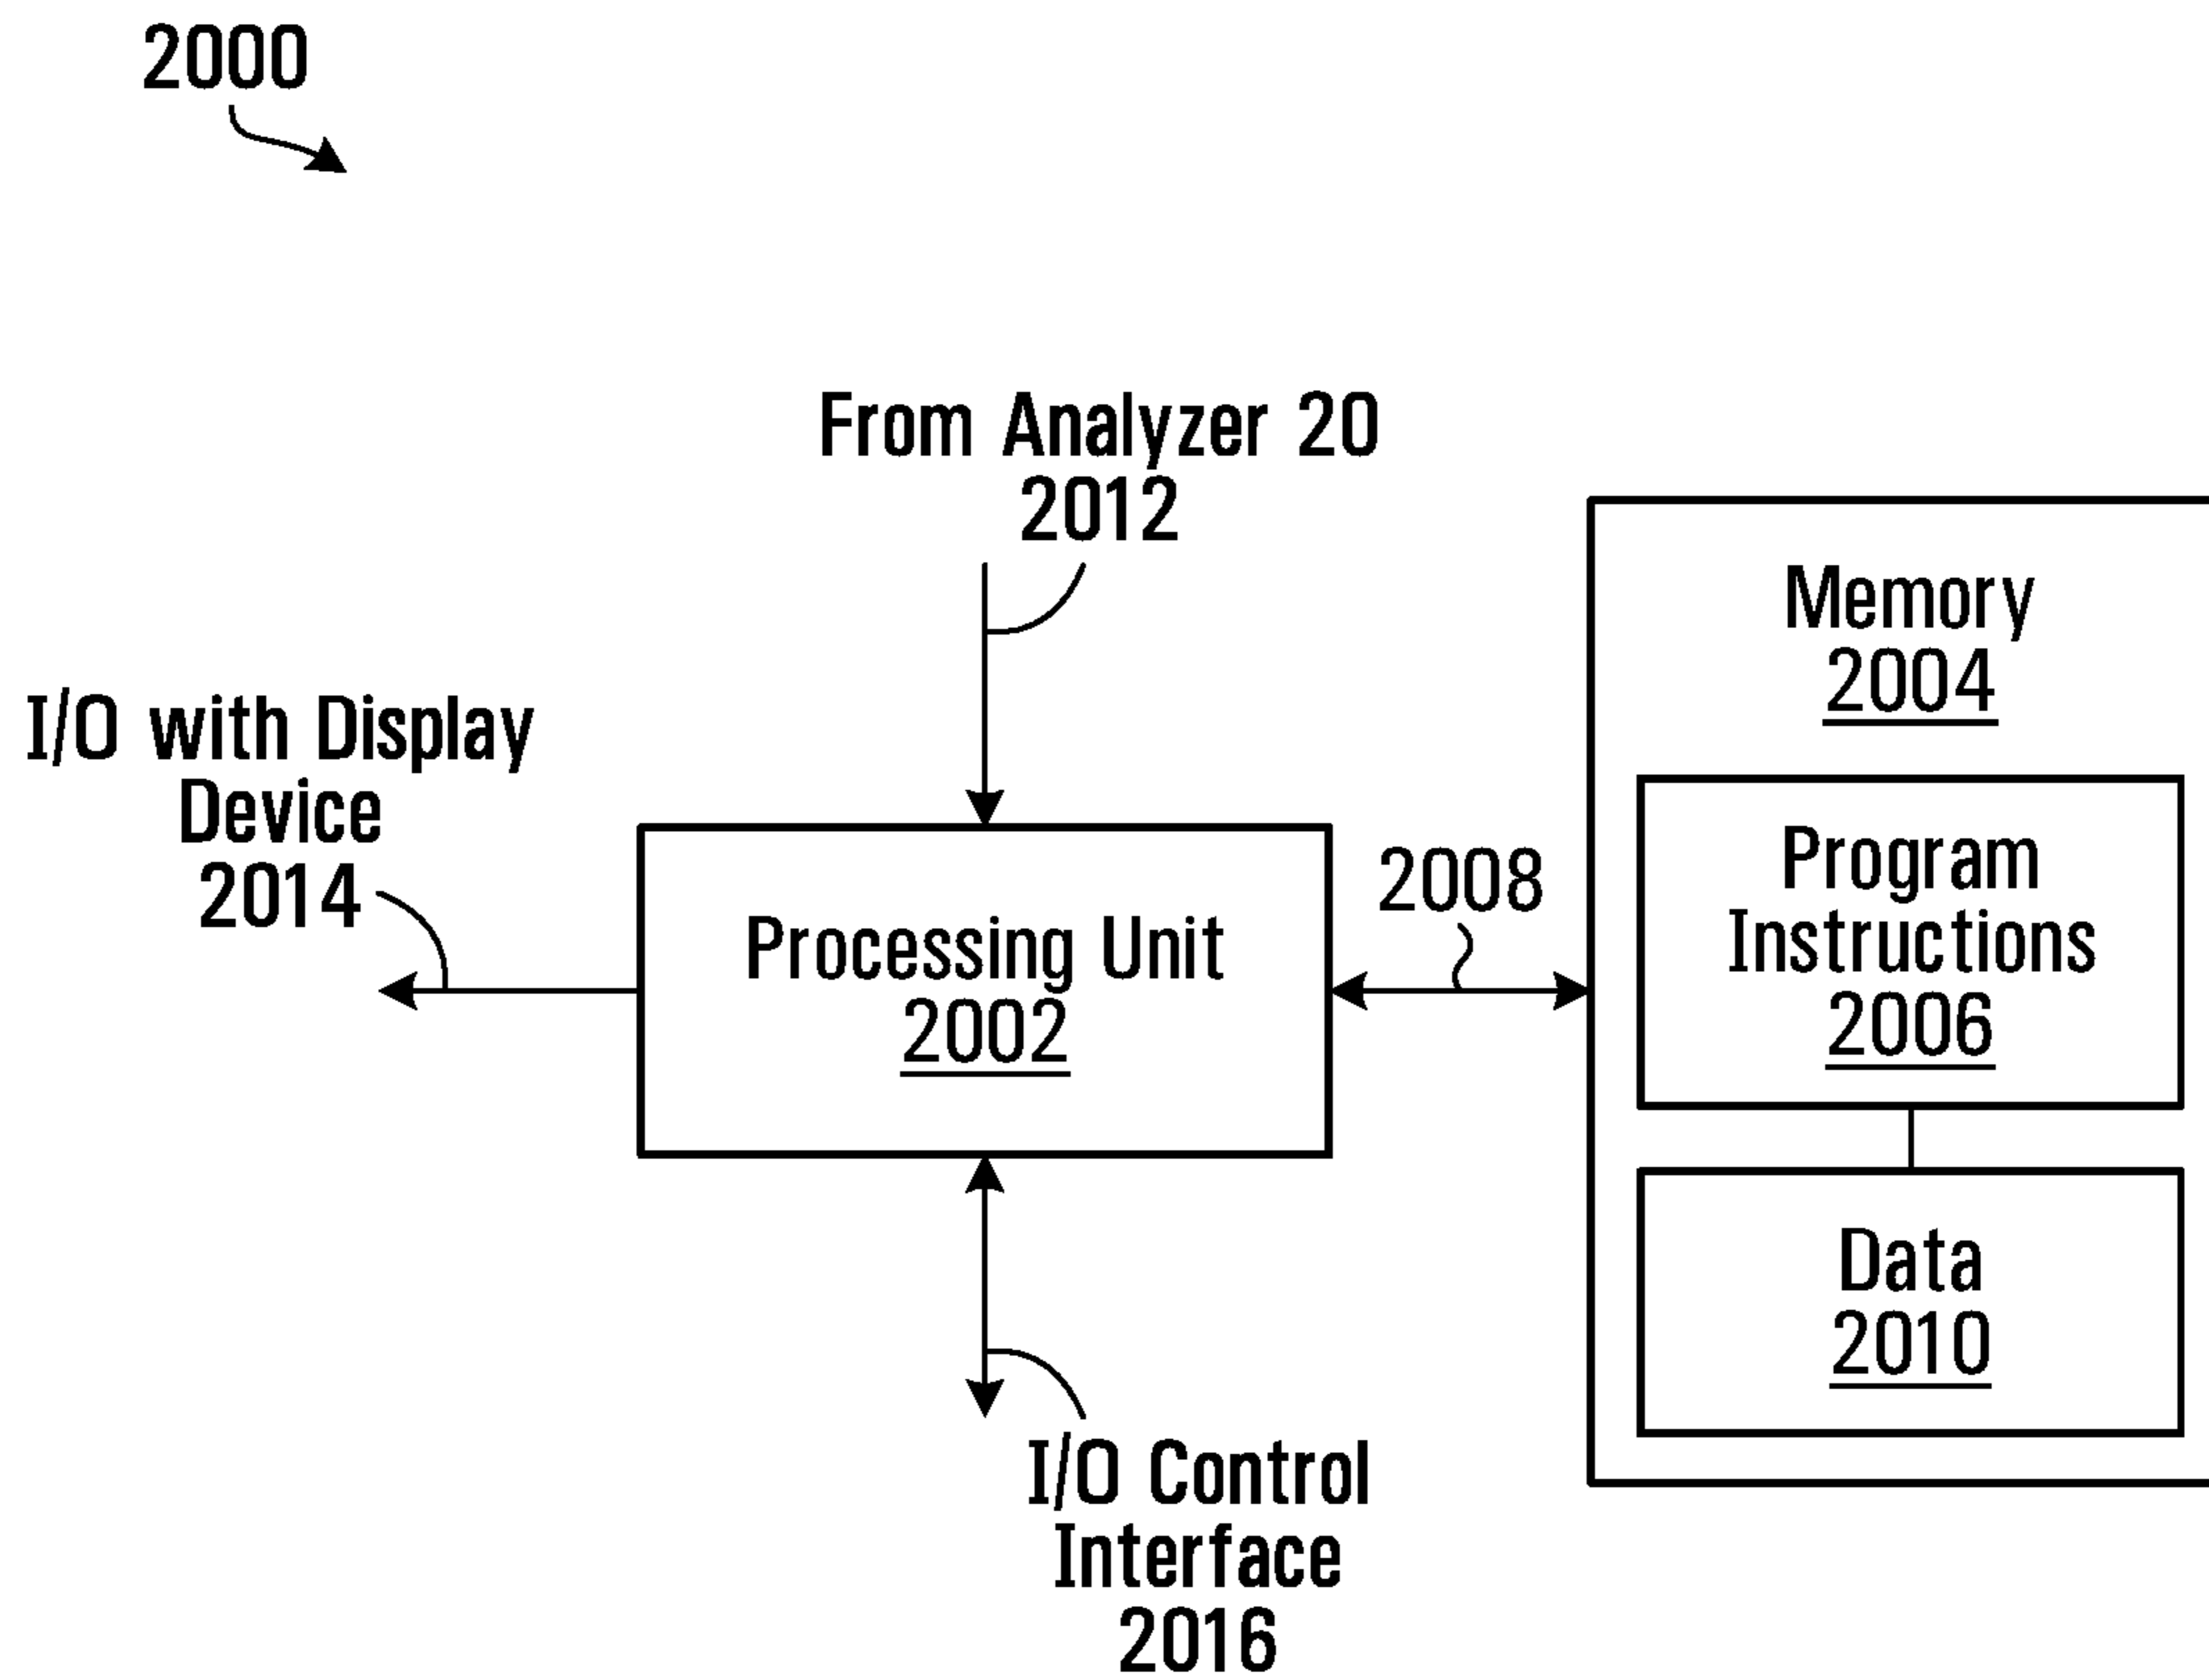 2000
From Analyzer 20
2012
I/O with Display
Device
2014
Processing Unit
2002
2008
Memory
2004
Program
Instructions
2006
Data
2010
I/O Control
Interface
2016